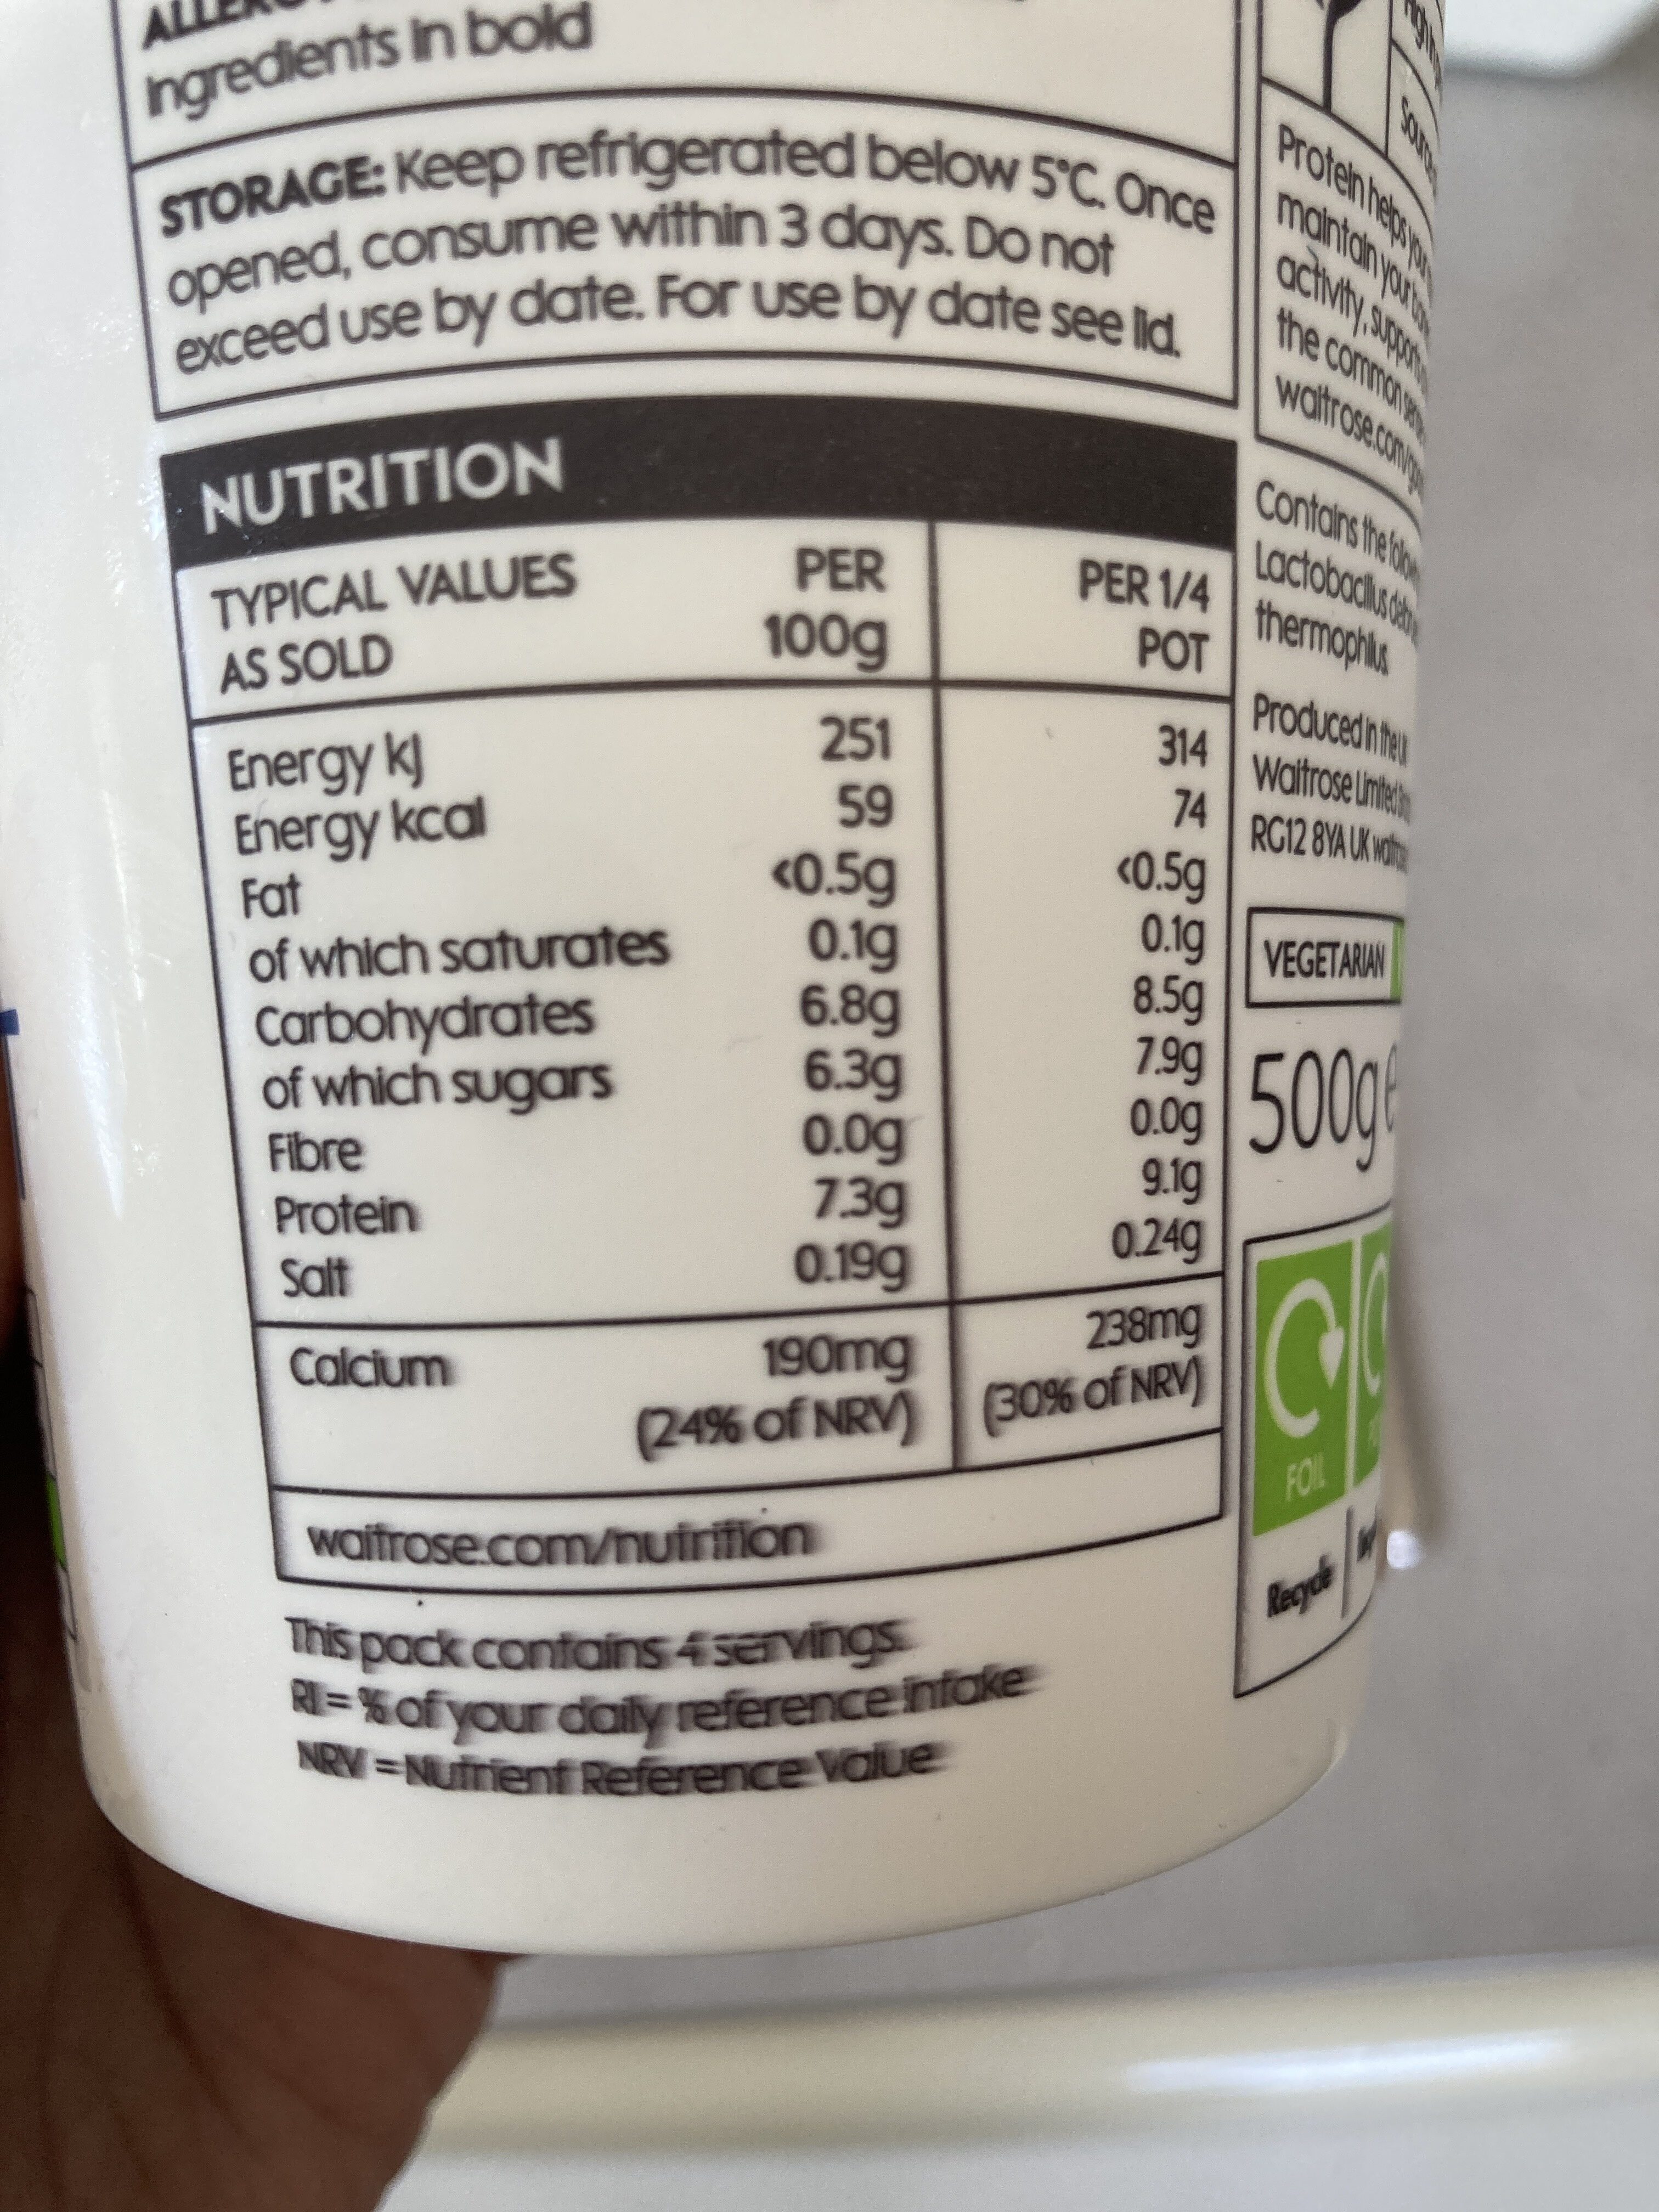 Ingredients in bold
STORAGE: Keep refrigerated below 5°C. Once
opened, consume within 3 days. Do not
exceed use by date. For use by date see lid.
NUTRITION
TYPICAL VALUES PER PER 1/4
AS SOLD 100g POT
Energy kJ 251 314
Energy kcal 59 74
Fat <0.5g <0.5g
of which saturates 0.1g 0.1g
Carbohydrates 6.8g 8.5g
of which sugars 6.3g 7.9g
Fibre 0.0g 0.0g
Protein 7.3g 9.1g
Salt 0.19g 0.24g
Calcium 190mg 238mg
(24% of NRV) (30% of NRV)
waitrose.com/nutrition
This pack contains 4 servings.
RI = % of your daily reference intake
NRV = Nutrient Reference Value
Protein helps
maintain your
activity,
the common
Contains the
Lactobacillus
thermophilus
Produced in the
Waitrose Limited
RG12 8YA UK
VEGETARIAN
500g e
FOIL
Recycle